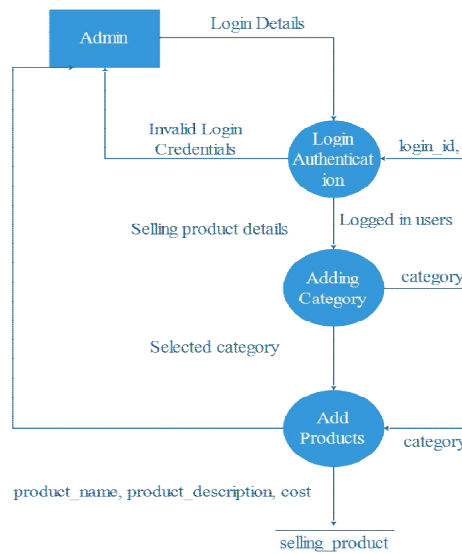 Login Details
Admin
Invalid Login
Credentials
Login
Authenticat
ion
login_id,
Logged in users
Selling product details
Adding
Category
category
Selected category
Add
Products
category
product_name, product_description, cost
selling_product